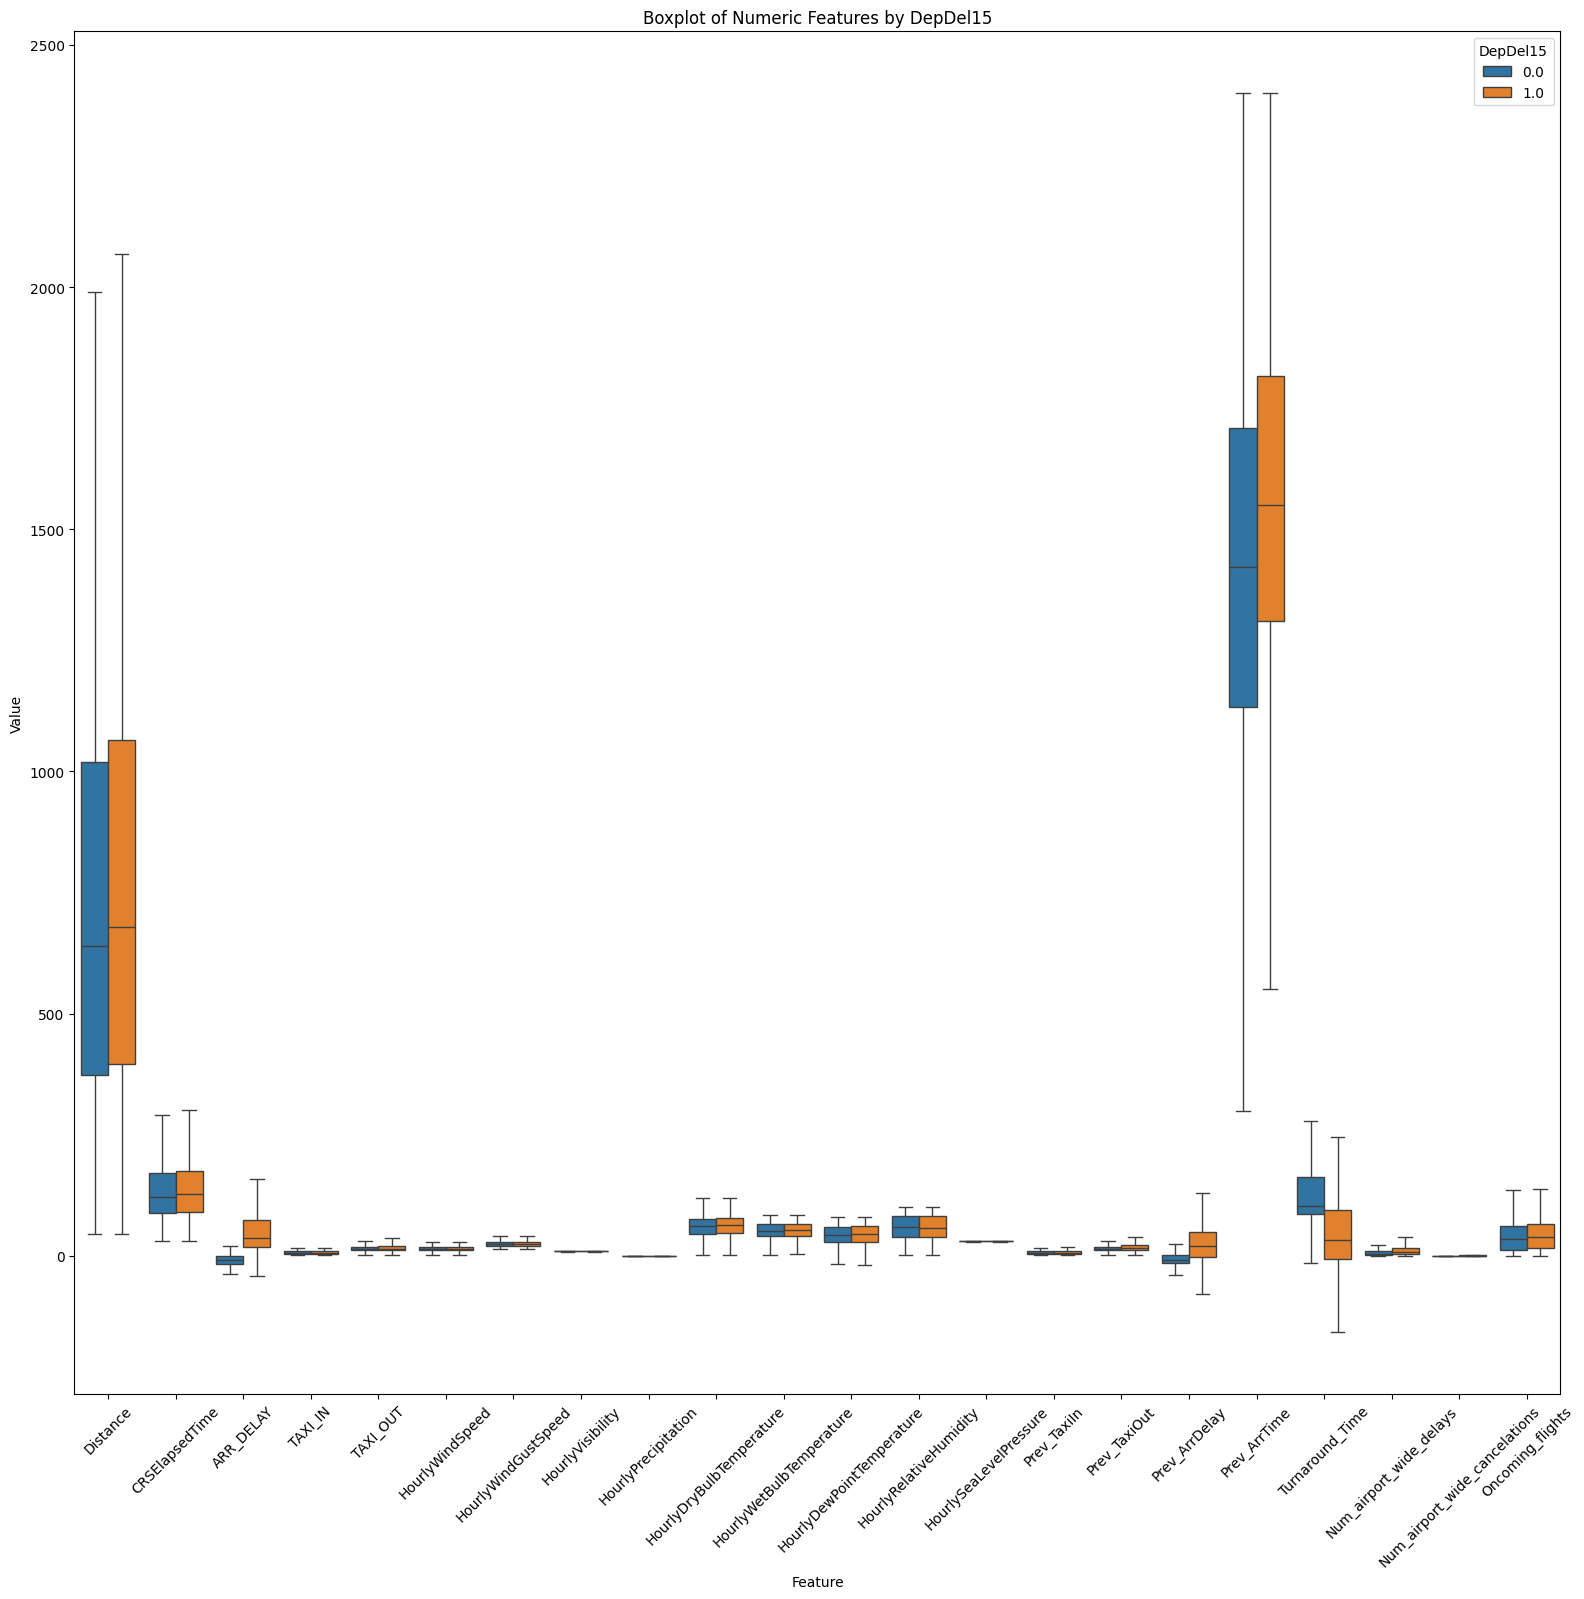 Boxplot of Numeric Features by DepDel15
DepDel15
0.0
1.0
2500
2000
1500
1000
500
0
Value
Distance
CRSElapsedTime
ARR_DELAY
TAXI_IN
TAXI_OUT
HourlyWindSpeed
HourlyWindGustSpeed
HourlyVisibility
HourlyPrecipitation
HourlyDryBulbTemperature
HourlyWetBulbTemperature
HourlyDewPointTemperature
HourlyRelativeHumidity
HourlySeaLevelPressure
Prev_TaxiIn
Prev_TaxiOut
Prev_ArrDelay
Prev_ArrTime
Turnaround_Time
Num_airport_wide_delays
Num_airport_wide_cancelations
Oncoming_flights
Feature